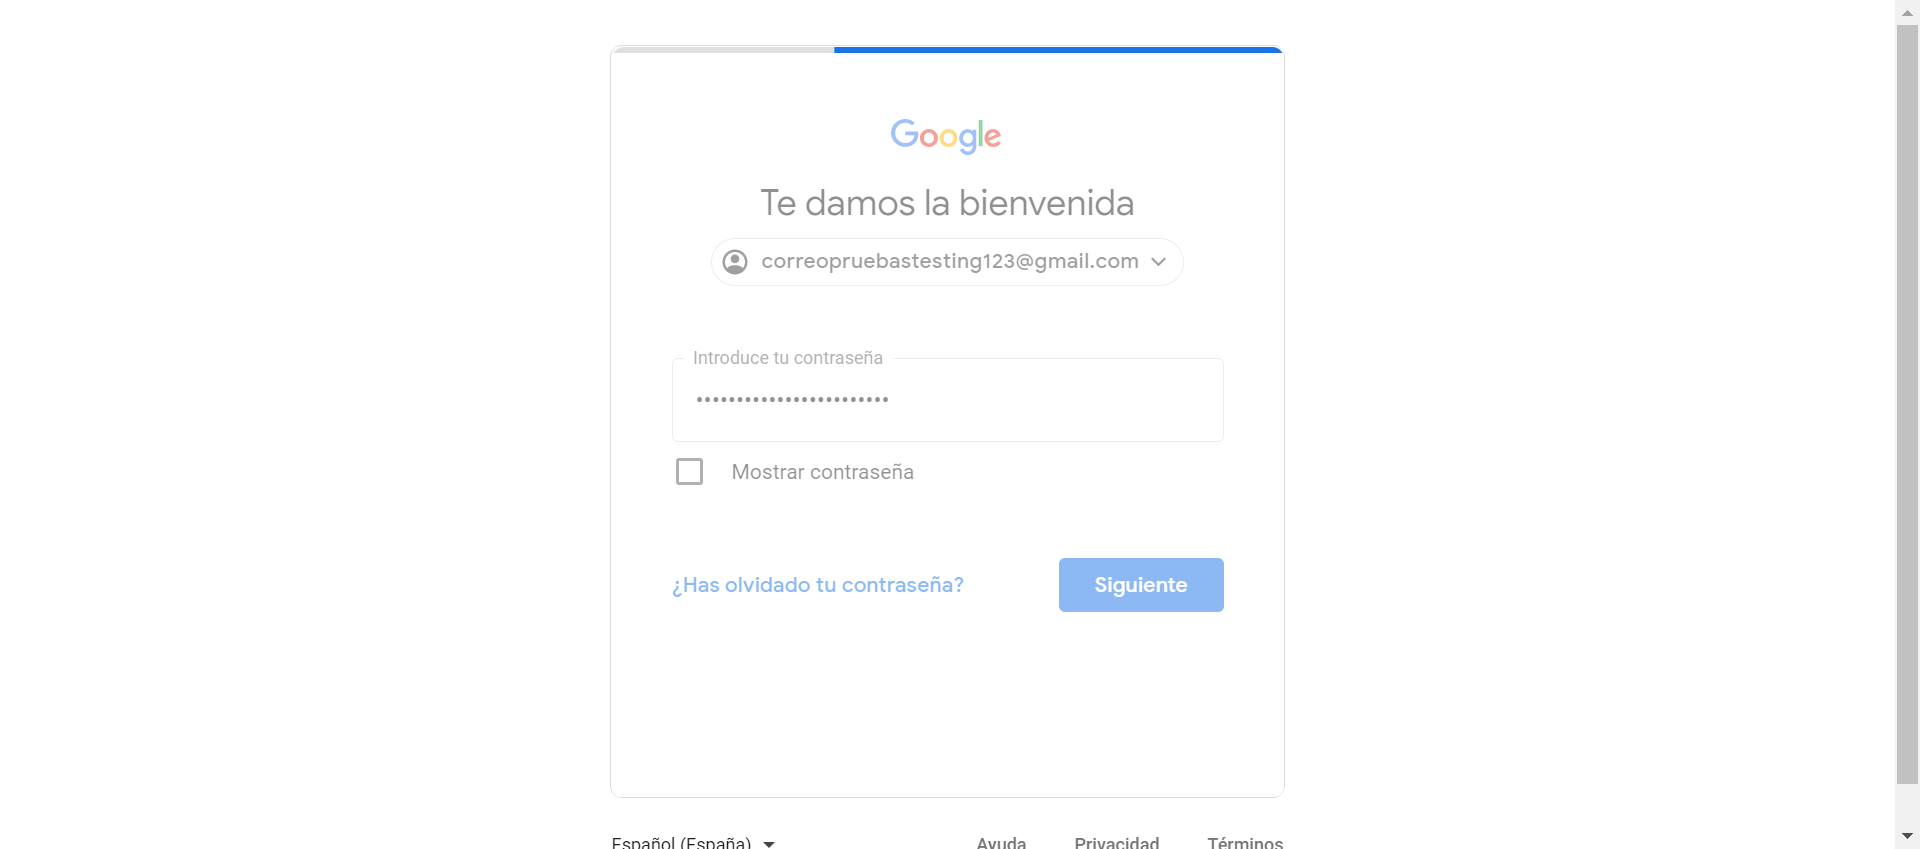 Google
Te damos la bienvenida
correopruebastesting123@gmail.com
Introduce tu contraseña
••••••••••••••••••••••••
Mostrar contraseña
¿Has olvidado tu contraseña?
Siguiente
Español (España)
Ayuda
Privacidad
Términos